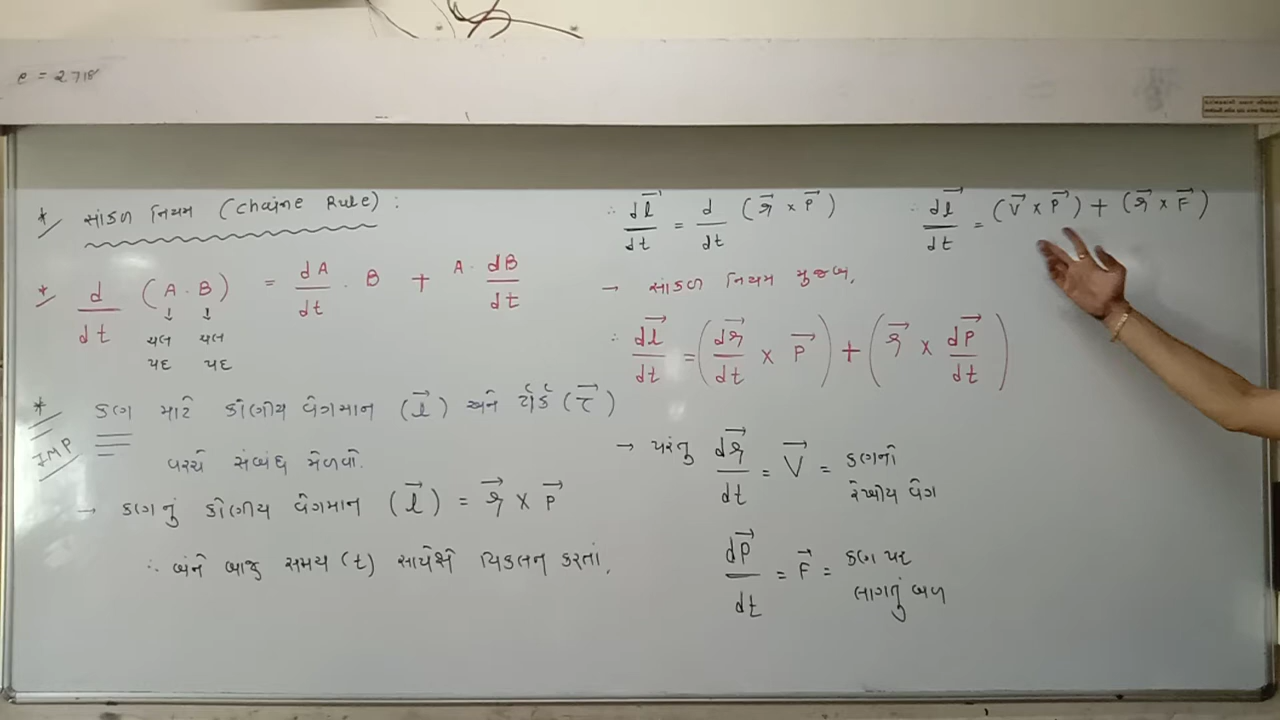 e = 2.718
* સાંકળ નિયમ (Chaine Rule) :
* d/dt (A . B) = dA/dt . B + A . dB/dt
↓ ↓
ચલ ચલ
પદ પદ
* IMP કણ માટે કોણીય વેગમાન (l⃗) અને ટૉર્ક (τ⃗)
વચ્ચે સંબંધ મેળવો.
→ કણનું કોણીય વેગમાન (l⃗) = r⃗ × P⃗
∴ બંને બાજુ સમય (t) સાપેક્ષે વિકલન કરતાં,
∴ dl⃗/dt = d/dt (r⃗ × P⃗)
→ સાંકળ નિયમ મુજબ,
∴ dl⃗/dt = (dr⃗/dt × P⃗) + (r⃗ × dP⃗/dt)
→ પરંતુ dr⃗/dt = V⃗ = કણનો
રેખીય વેગ
dP⃗/dt = F⃗ = કણ પર
લાગતું બળ
∴ dl⃗/dt = (V⃗ × P⃗) + (r⃗ × F⃗)